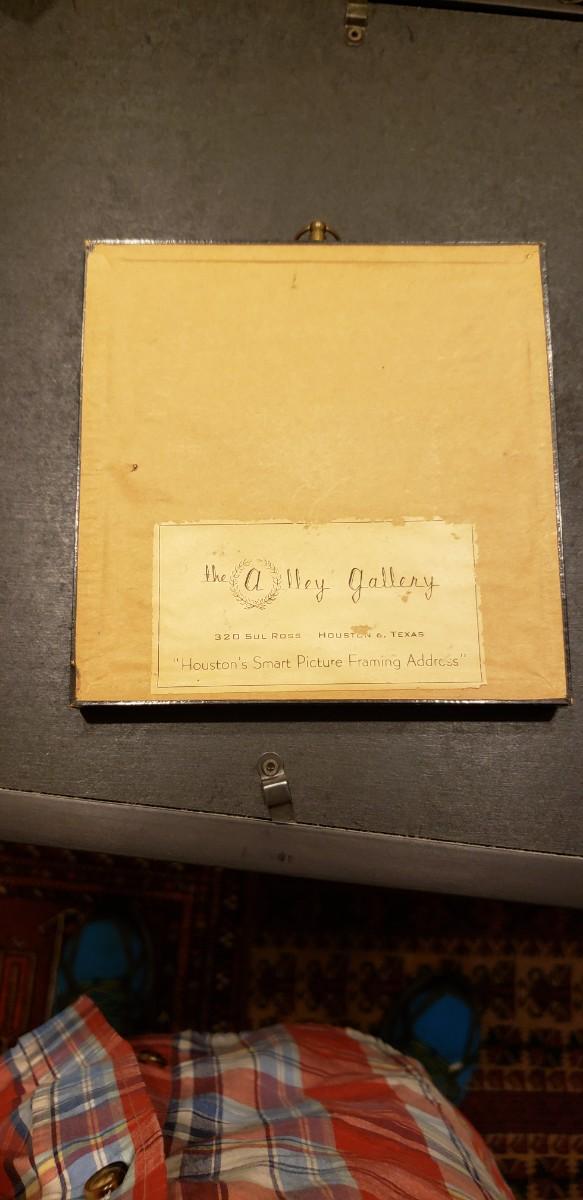 the Alley Gallery
320 Sul Ross Houston 6, Texas
"Houston's Smart Picture Framing Address"